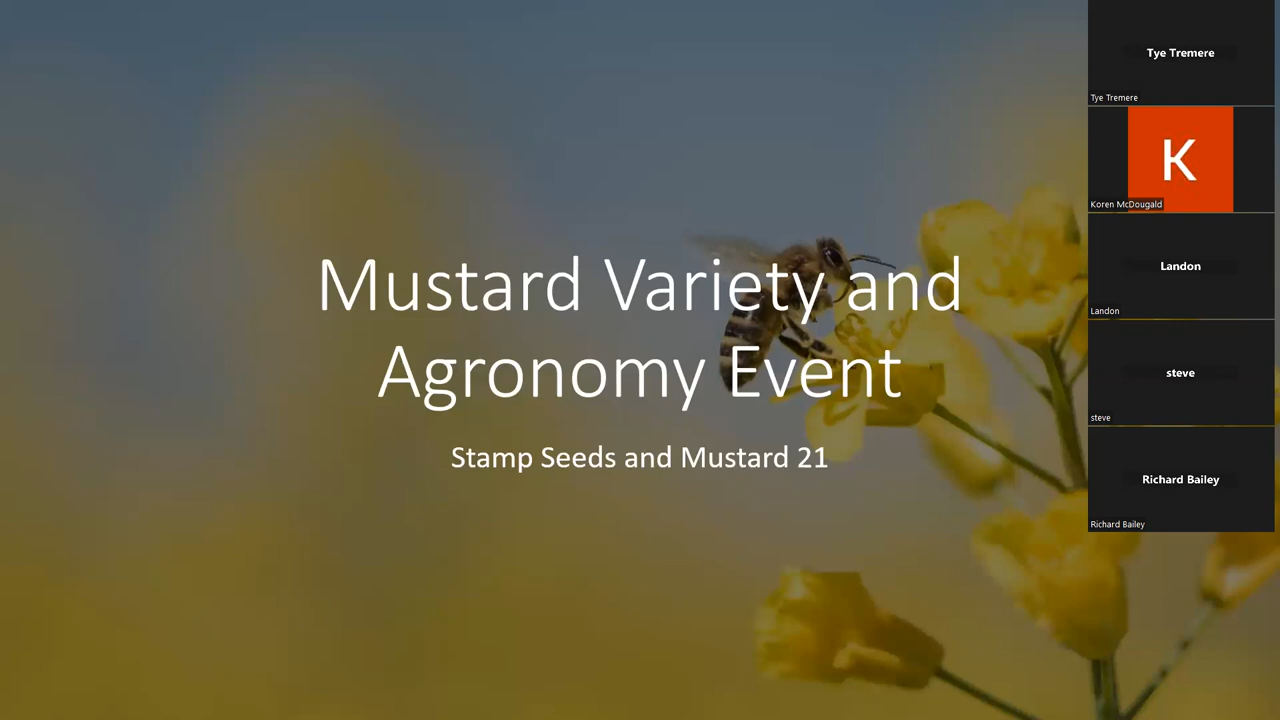 Mustard Variety and
Agronomy Event
Stamp Seeds and Mustard 21
Tye Tremere
Tye Tremere
K
Koren McDougald
Landon
Landon
steve
steve
Richard Bailey
Richard Bailey